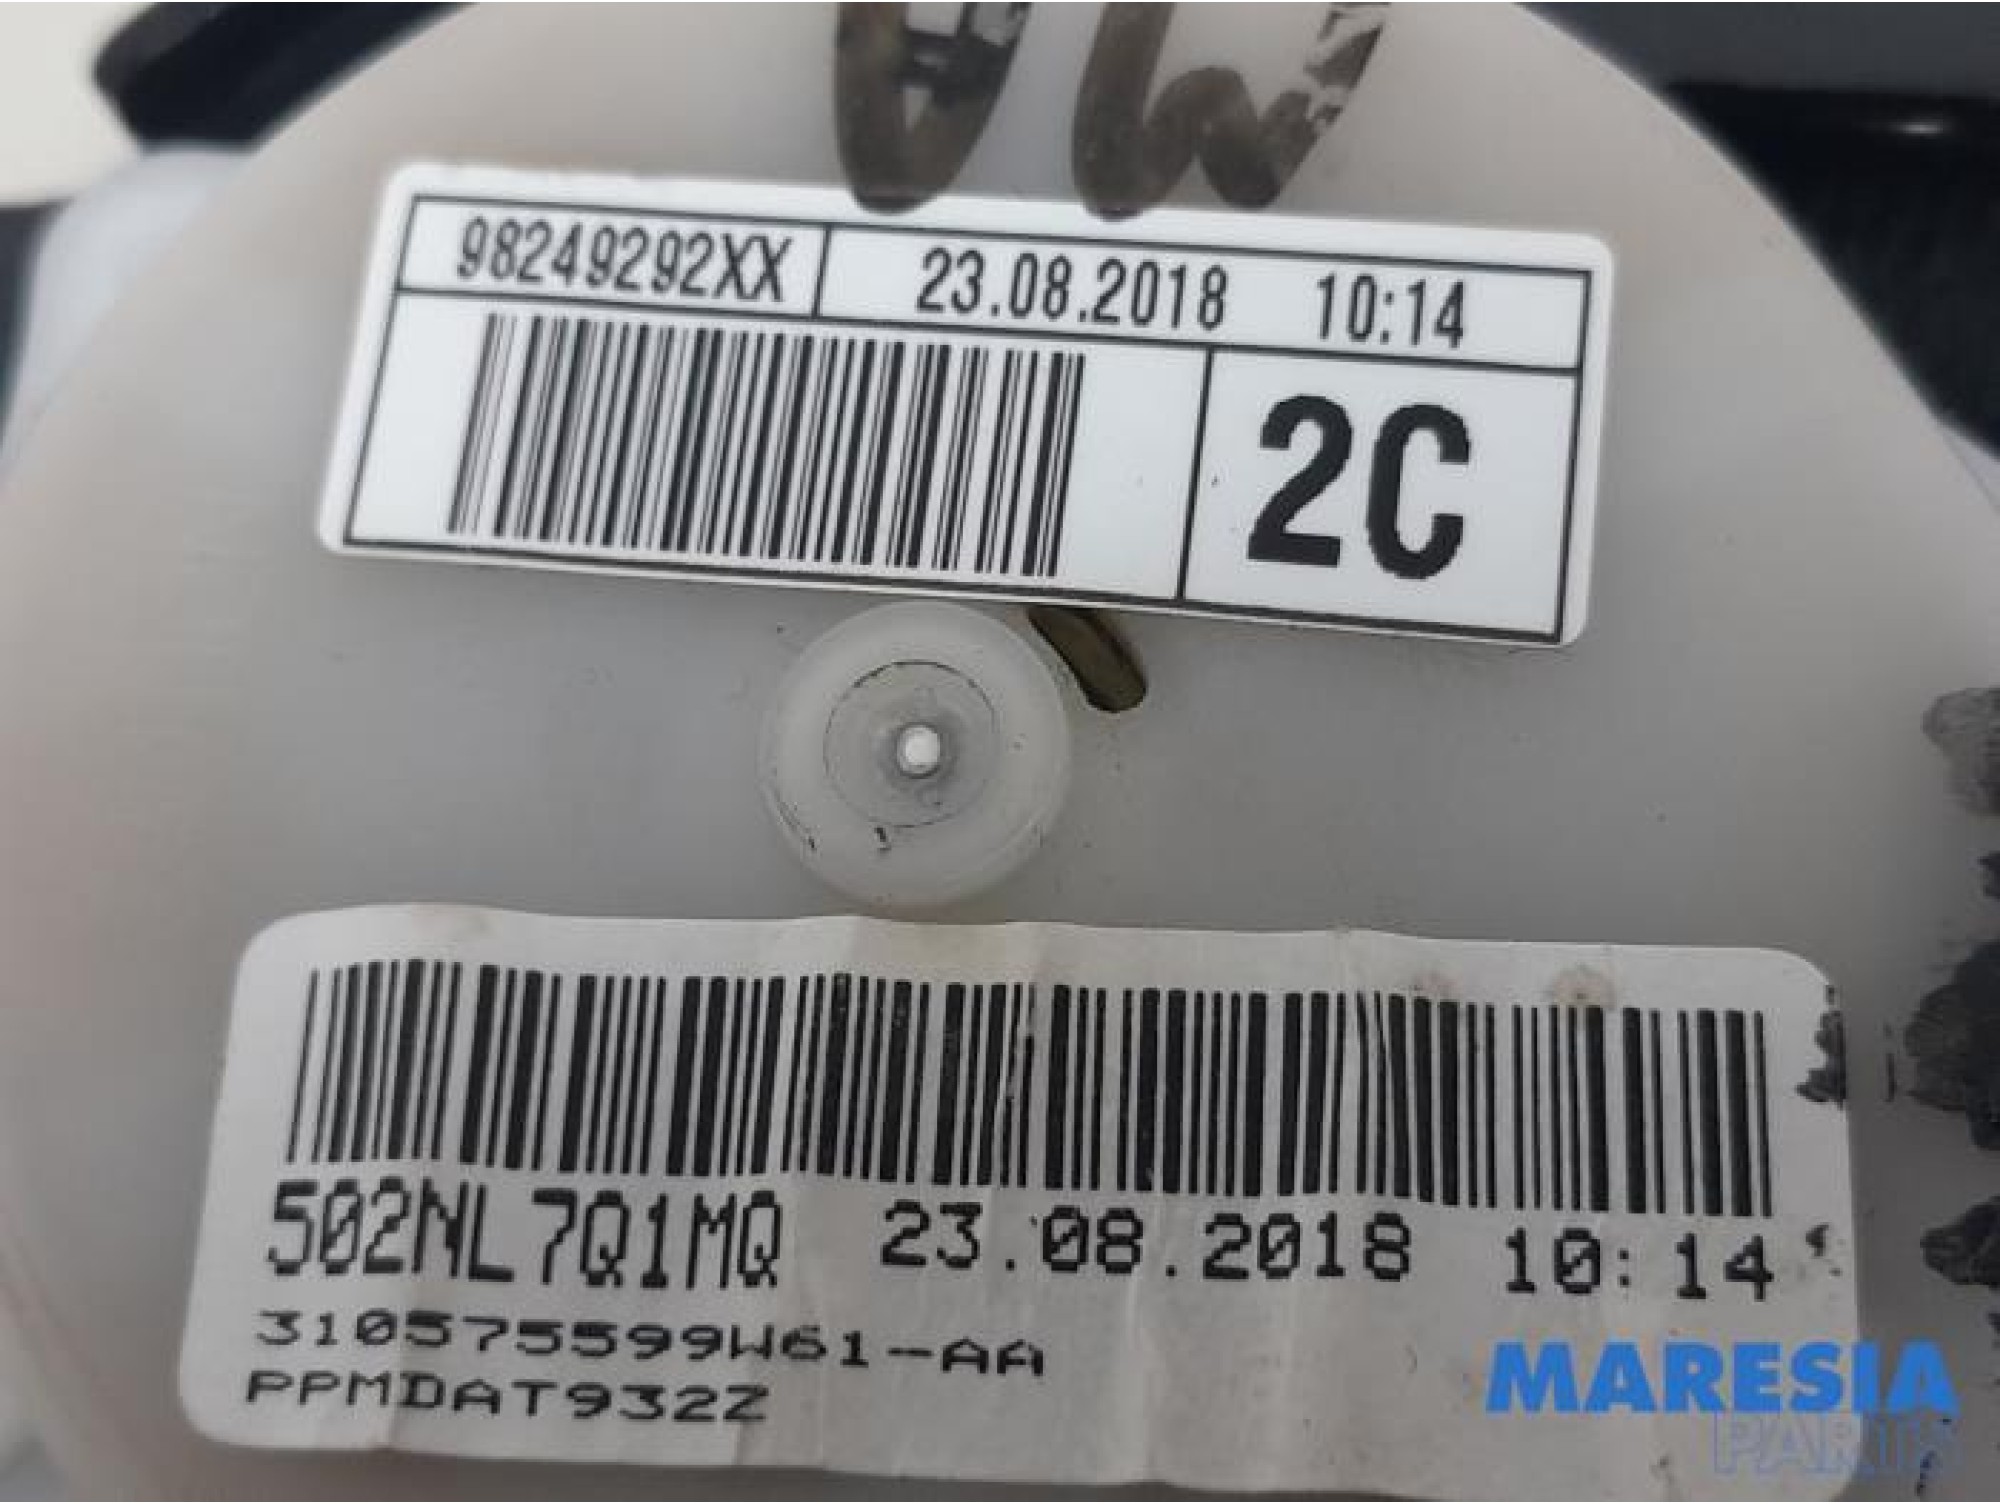 98249292XX 23.08.2018 10:14
2C
502NL7Q1MQ 23.08.2018 10:14
310575599W61-AA
PPMDAT932Z
MARESIA
PARTS